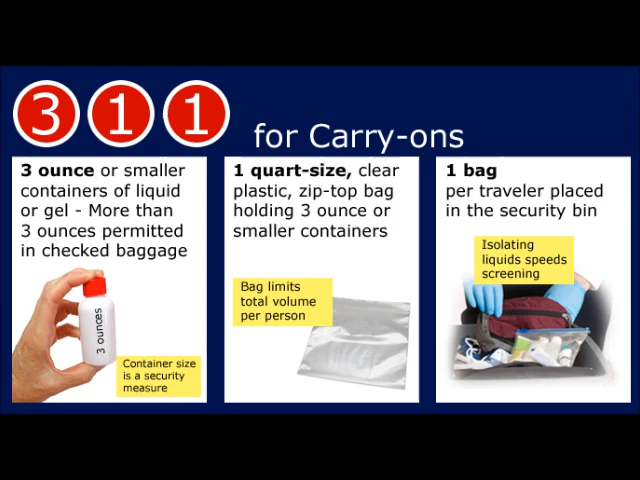 3 1 1 for Carry-ons
3 ounce or smaller
containers of liquid
or gel - More than
3 ounces permitted
in checked baggage
3 ounces
Container size
is a security
measure
1 quart-size, clear
plastic, zip-top bag
holding 3 ounce or
smaller containers
Bag limits
total volume
per person
1 bag
per traveler placed
in the security bin
Isolating
liquids speeds
screening